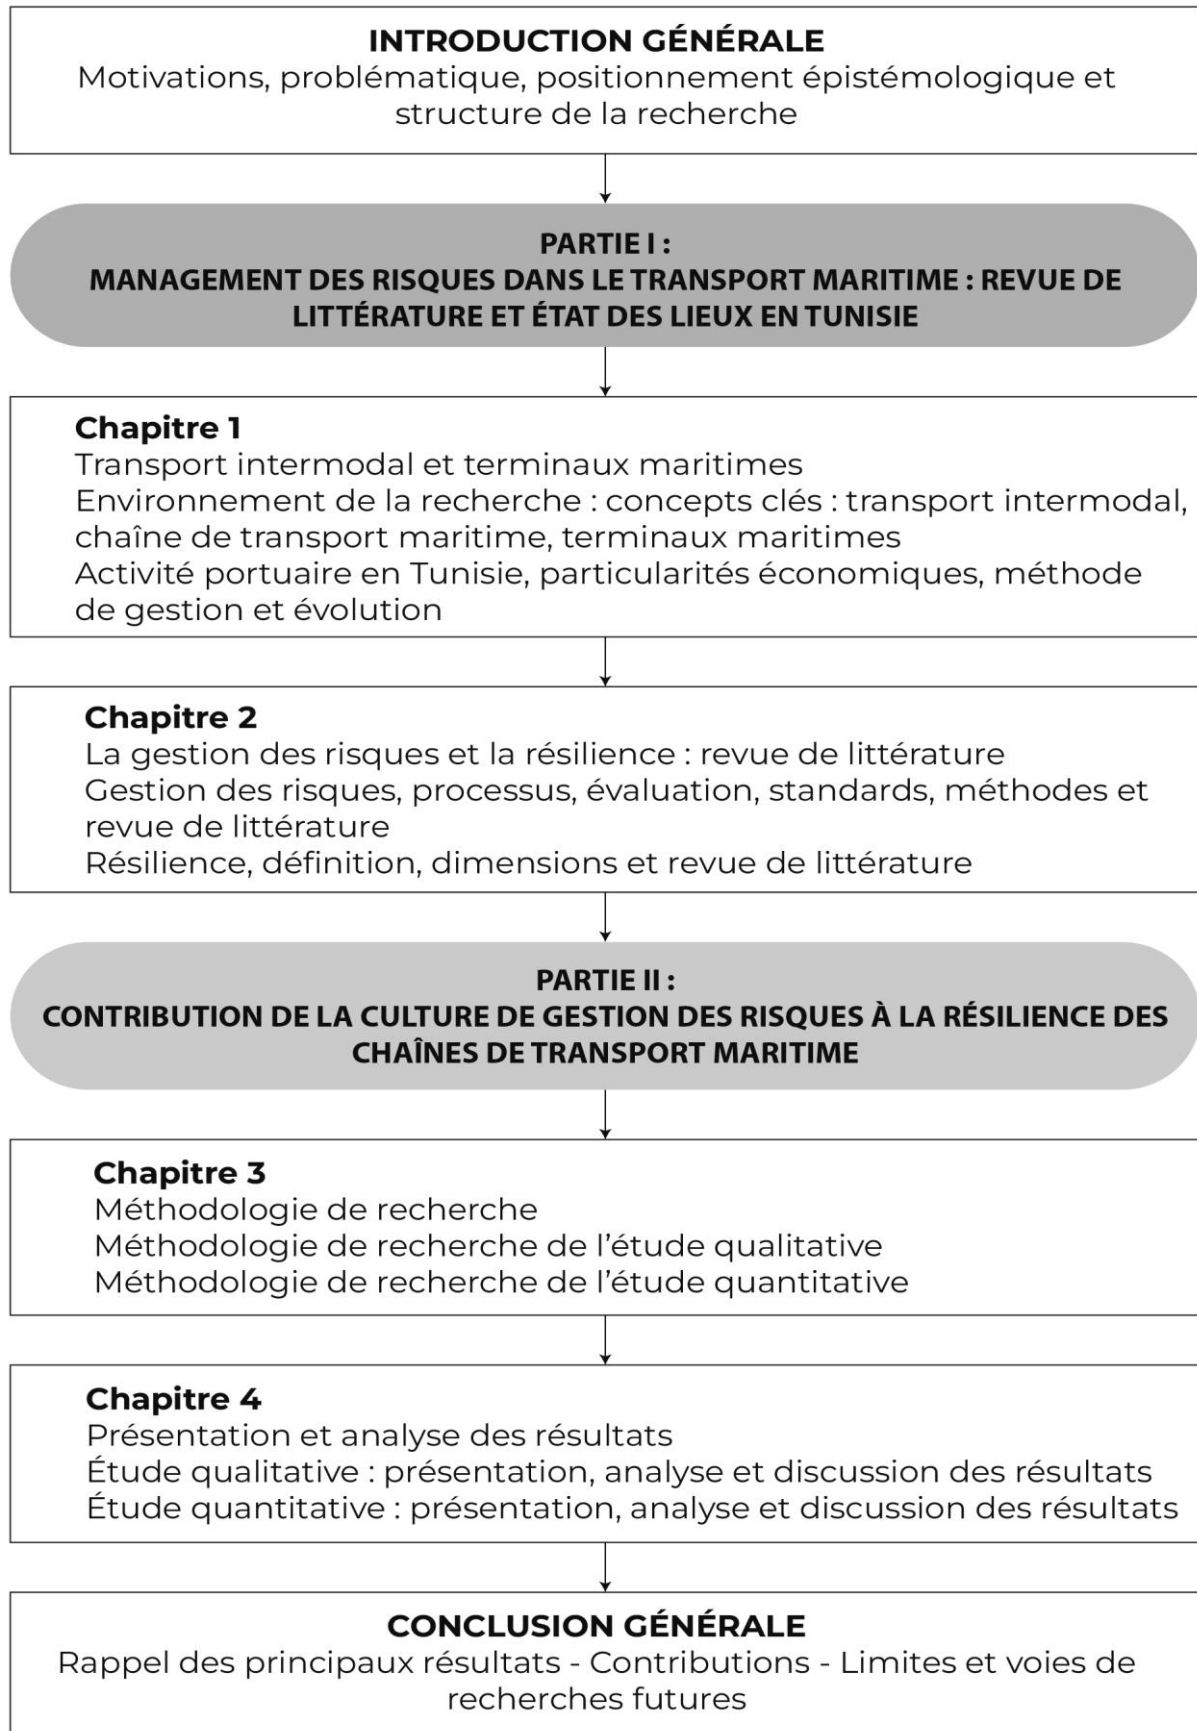 INTRODUCTION GÉNÉRALE
Motivations, problématique, positionnement épistémologique et
structure de la recherche
PARTIE I :
MANAGEMENT DES RISQUES DANS LE TRANSPORT MARITIME : REVUE DE
LITTÉRATURE ET ÉTAT DES LIEUX EN TUNISIE
Chapitre 1
Transport intermodal et terminaux maritimes
Environnement de la recherche : concepts clés : transport intermodal,
chaîne de transport maritime, terminaux maritimes
Activité portuaire en Tunisie, particularités économiques, méthode
de gestion et évolution
Chapitre 2
La gestion des risques et la résilience : revue de littérature
Gestion des risques, processus, évaluation, standards, méthodes et
revue de littérature
Résilience, définition, dimensions et revue de littérature
PARTIE II :
CONTRIBUTION DE LA CULTURE DE GESTION DES RISQUES À LA RÉSILIENCE DES
CHAÎNES DE TRANSPORT MARITIME
Chapitre 3
Méthodologie de recherche
Méthodologie de recherche de l’étude qualitative
Méthodologie de recherche de l’étude quantitative
Chapitre 4
Présentation et analyse des résultats
Étude qualitative : présentation, analyse et discussion des résultats
Étude quantitative : présentation, analyse et discussion des résultats
CONCLUSION GÉNÉRALE
Rappel des principaux résultats - Contributions - Limites et voies de
recherches futures